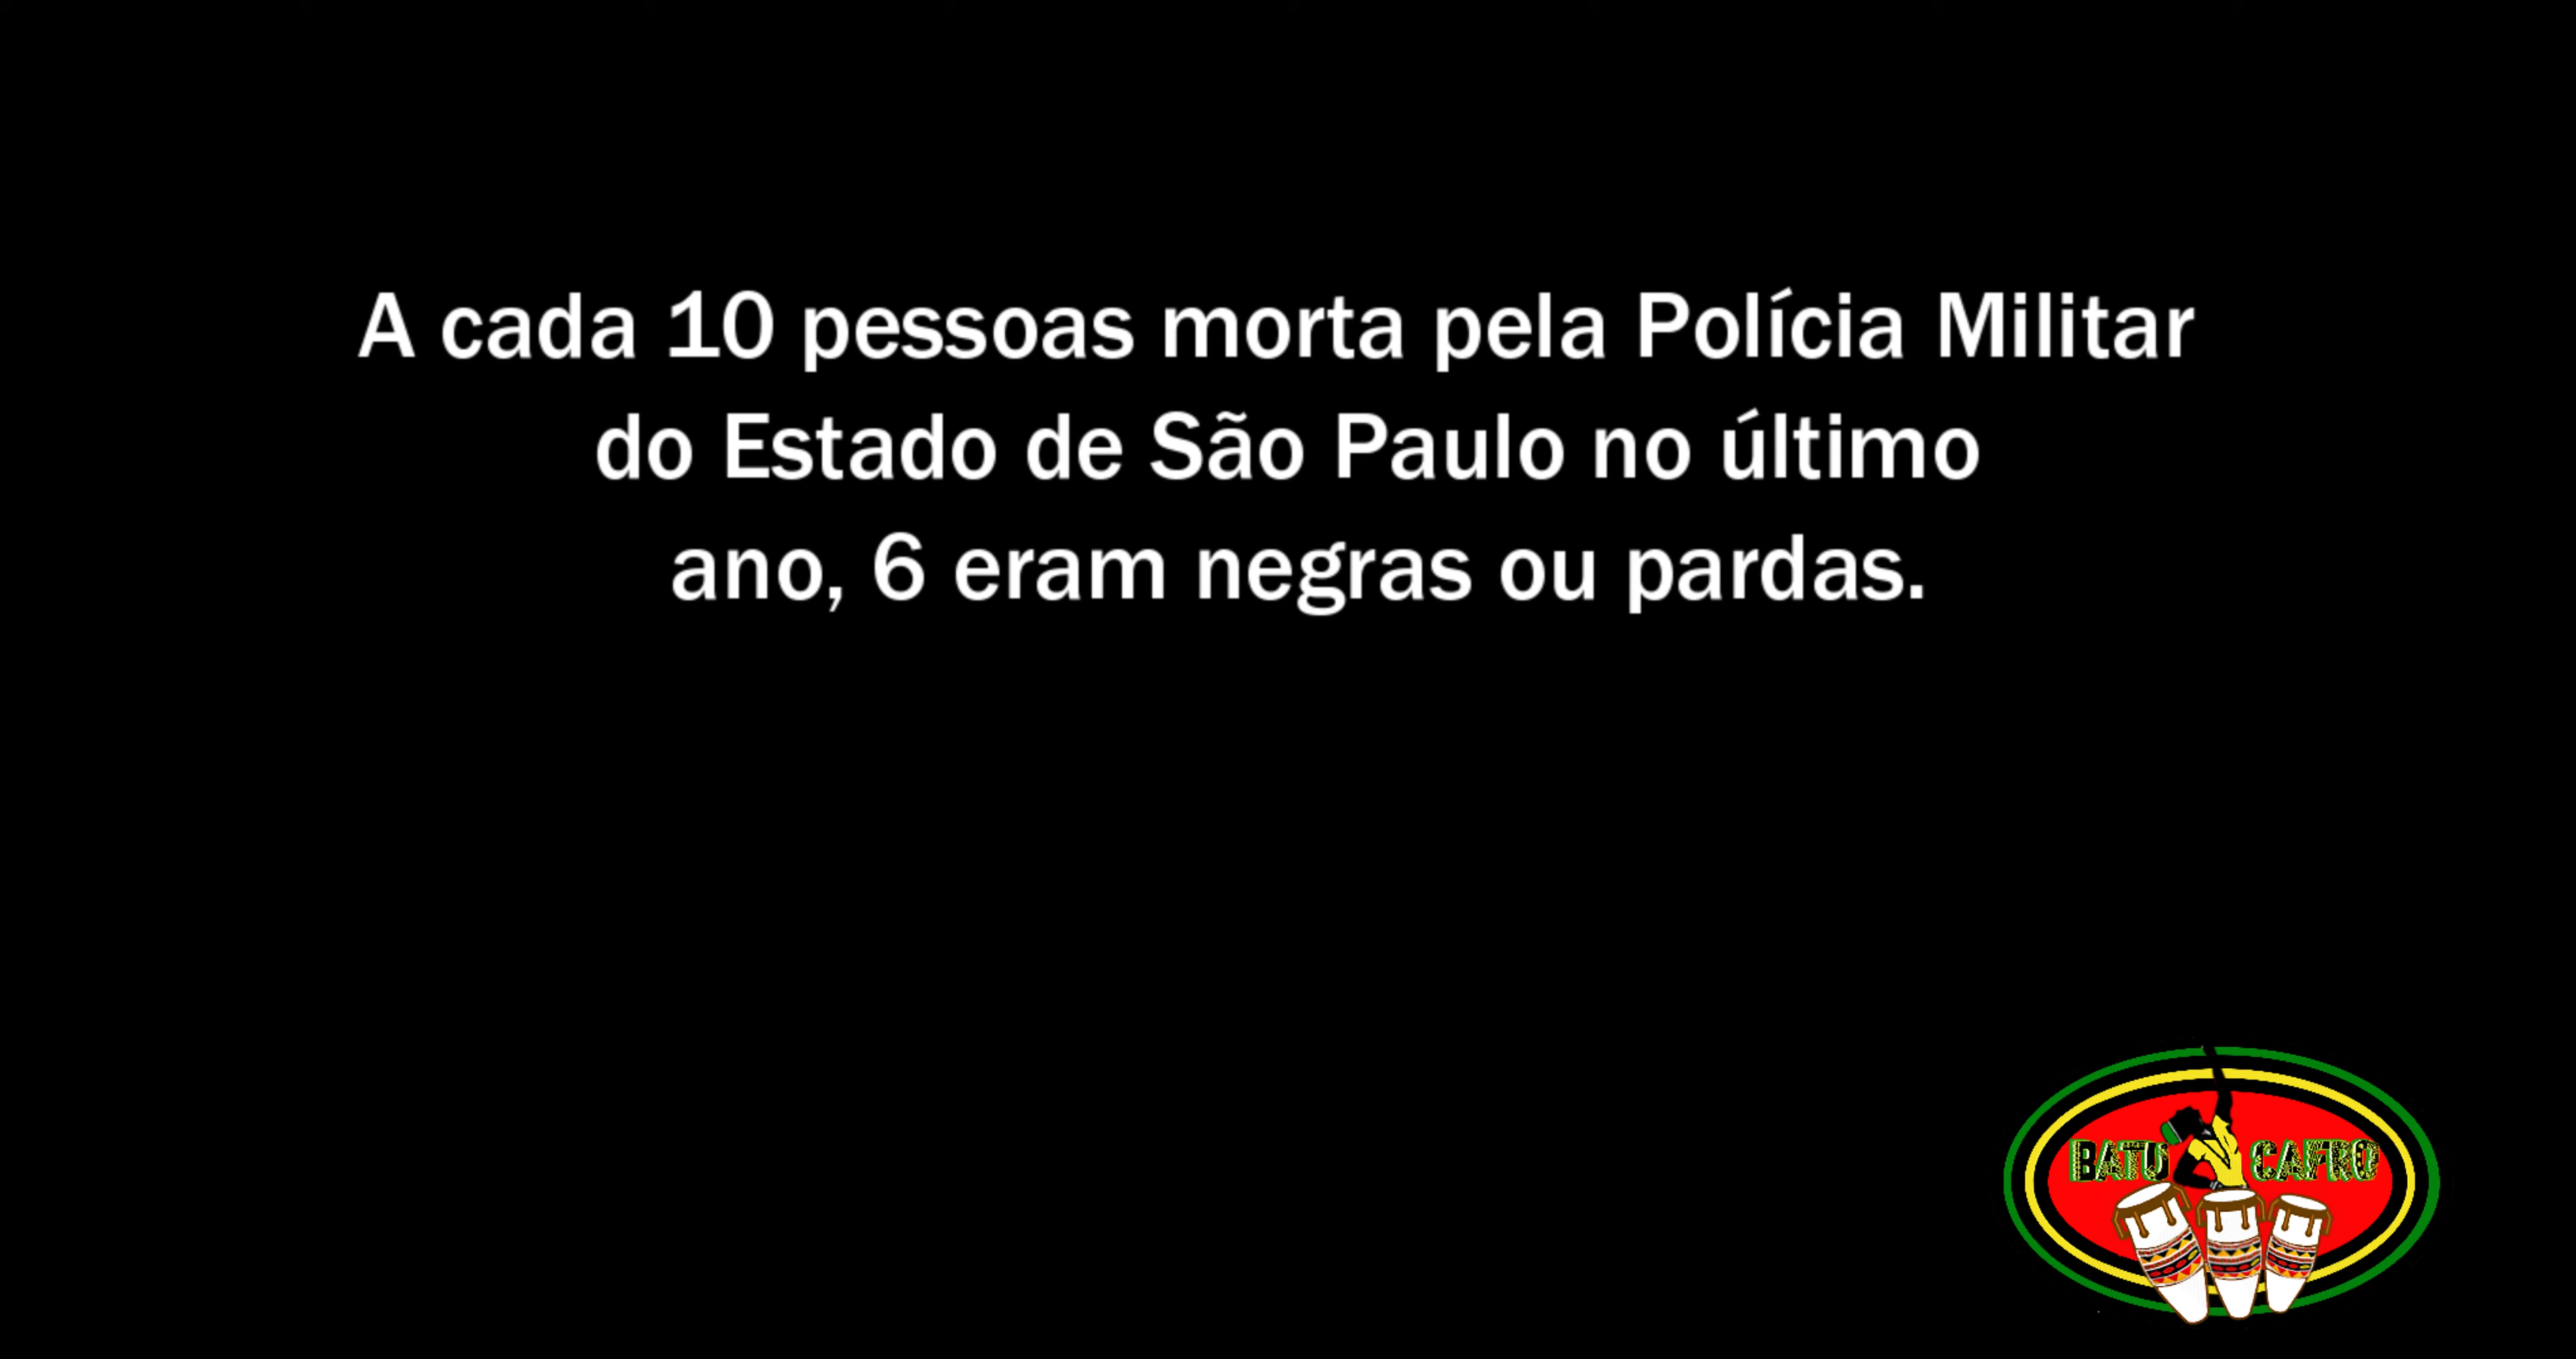 A cada 10 pessoas morta pela Polícia Militar
do Estado de São Paulo no último
ano, 6 eram negras ou pardas.
BATU CAFRO